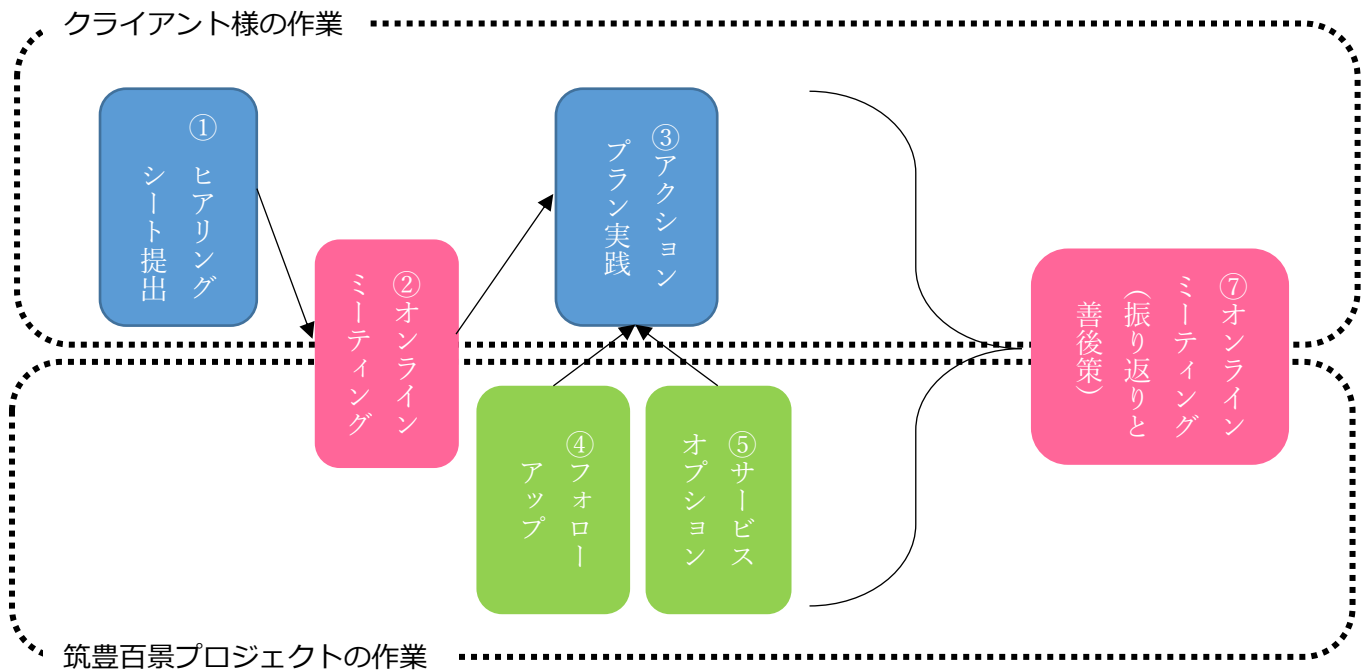 クライアント様の作業
① ヒアリング
シート提出
②オンライン
ミーティング
③アクション
プラン実践
④フォロー
アップ
⑤サービス
オプション
⑦オンライン
ミーティング
(振り返りと
善後策)
筑豊百景プロジェクトの作業